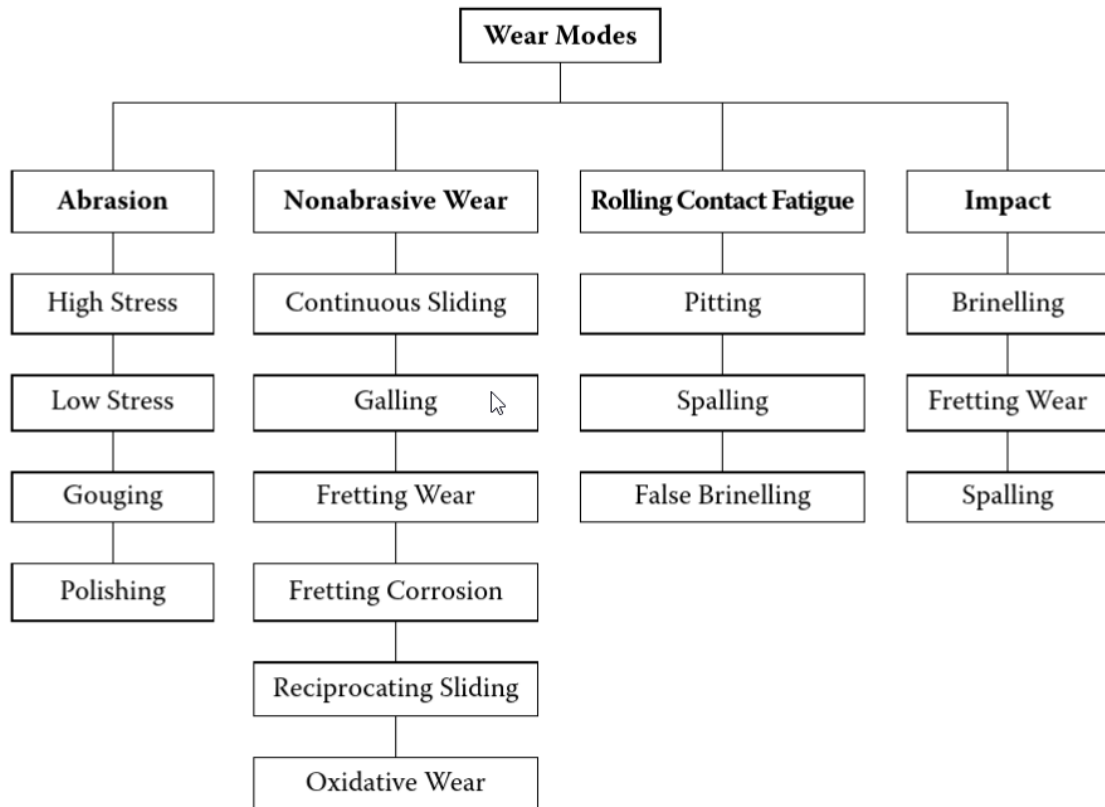 Wear Modes
Abrasion
High Stress
Low Stress
Gouging
Polishing
Nonabrasive Wear
Continuous Sliding
Galling
Fretting Wear
Fretting Corrosion
Reciprocating Sliding
Oxidative Wear
Rolling Contact Fatigue
Pitting
Spalling
False Brinelling
Impact
Brinelling
Fretting Wear
Spalling